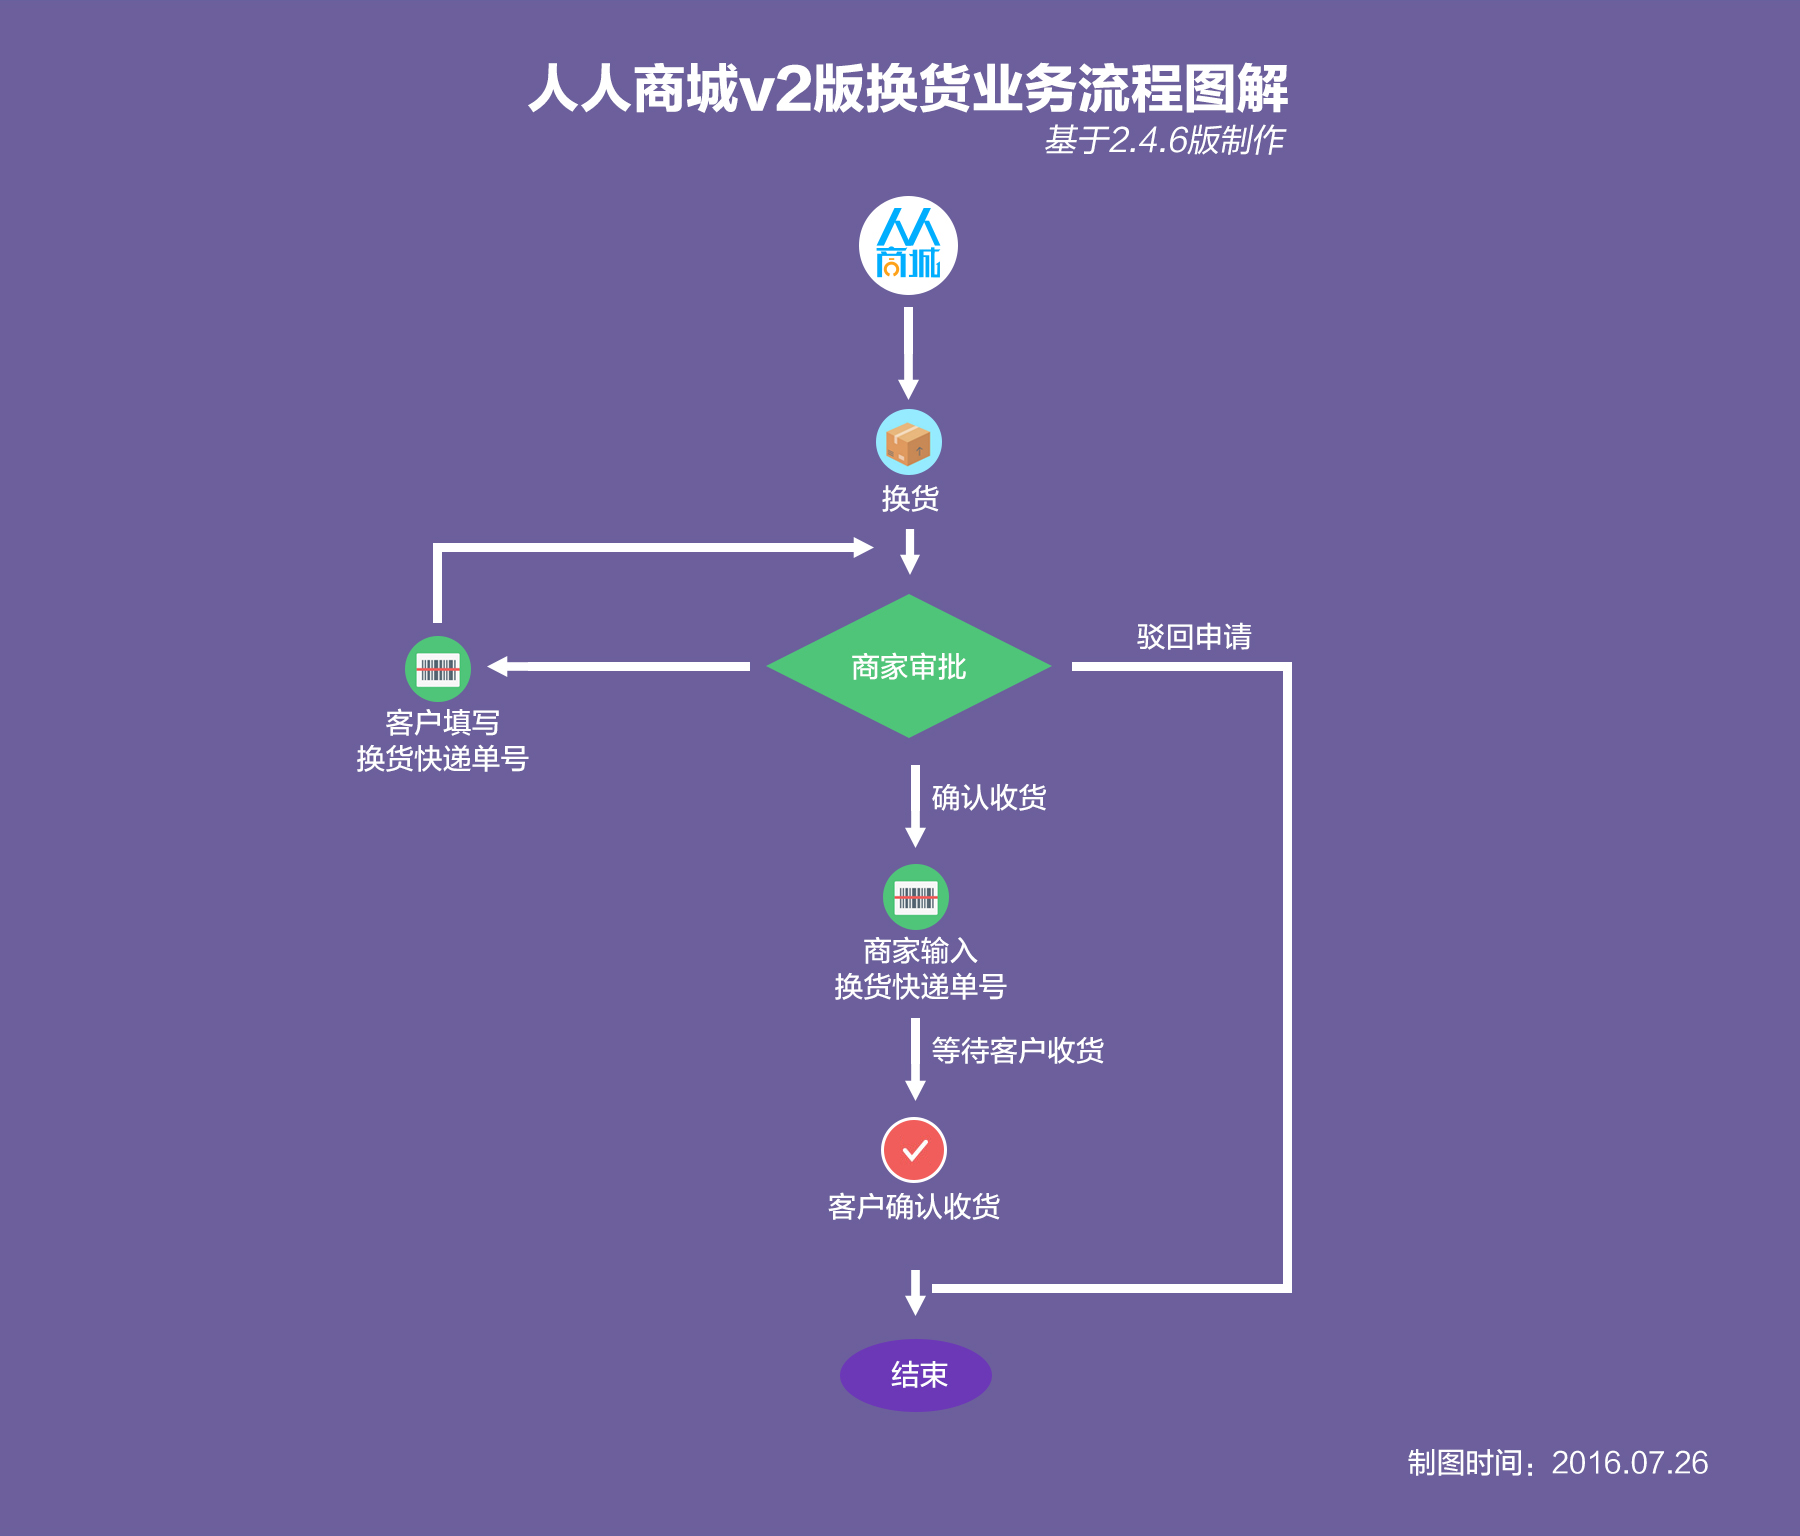 人人商城v2版换货业务流程图解
基于2.4.6版制作
人人
商城
换货
商家审批
驳回申请
客户填写
换货快递单号
确认收货
商家输入
换货快递单号
等待客户收货
客户确认收货
结束
制图时间：2016.07.26